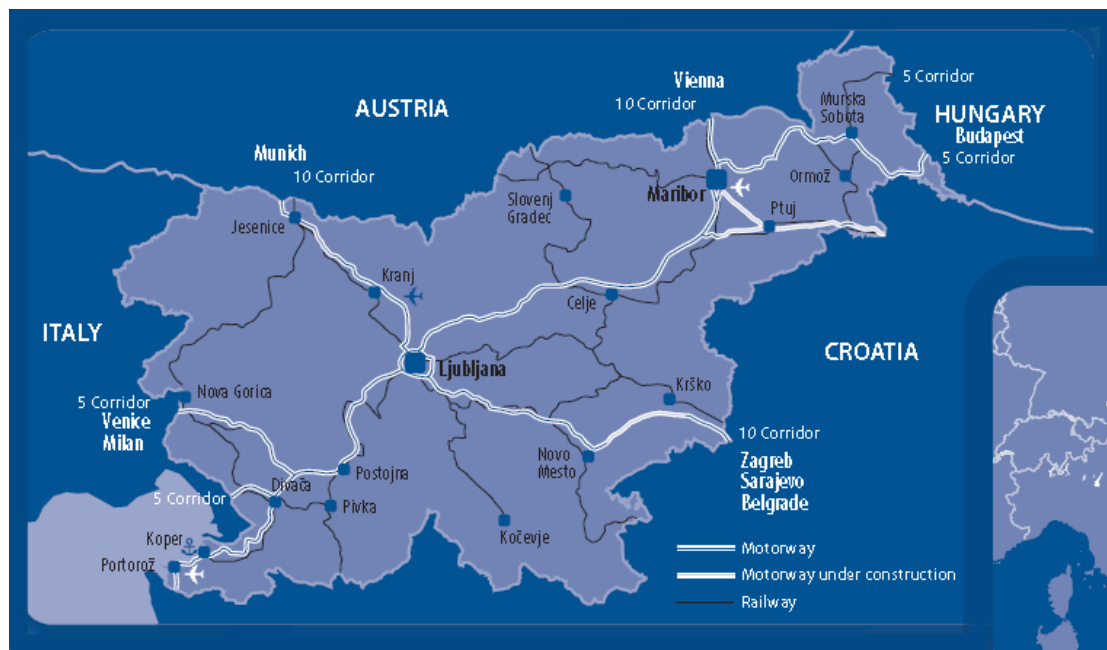 Vienna
10 Corridor
5 Corridor
AUSTRIA
Murska
Sobota
HUNGARY
Budapest
5 Corridor
Munich
10 Corridor
Maribor
Ormož
Slovenj
Gradec
Ptuj
Jesenice
Kranj
Celje
ITALY
CROATIA
Ljubljana
Krško
Nova Gorica
5 Corridor
Venice
Milan
10 Corridor
Zagreb
Sarajevo
Belgrade
Novo
Mesto
Postojna
Divača
5 Corridor
Pivka
Kočevje
Koper
Portorož
Motorway
Motorway under construction
Railway